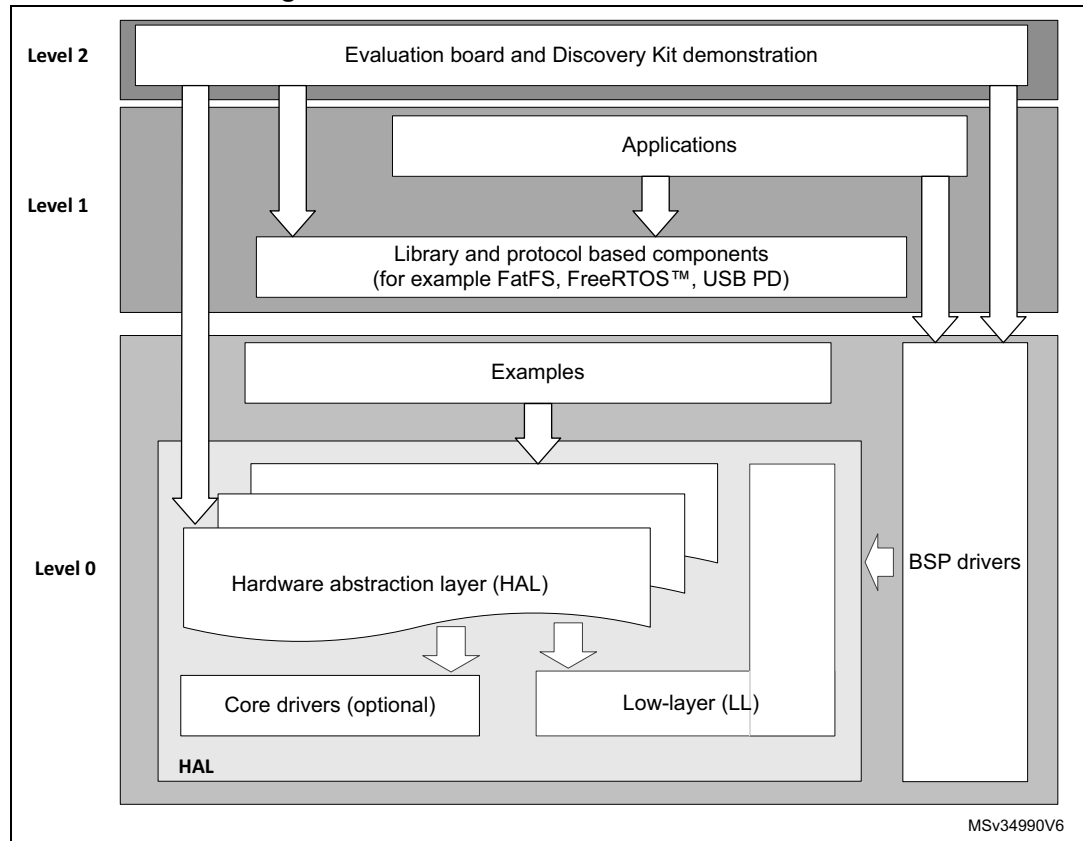 Level 2
Evaluation board and Discovery Kit demonstration
Applications
Level 1
Library and protocol based components
(for example FatFS, FreeRTOS™, USB PD)
Examples
Level 0
Hardware abstraction layer (HAL)
BSP drivers
Core drivers (optional)
Low-layer (LL)
HAL
MSv34990V6